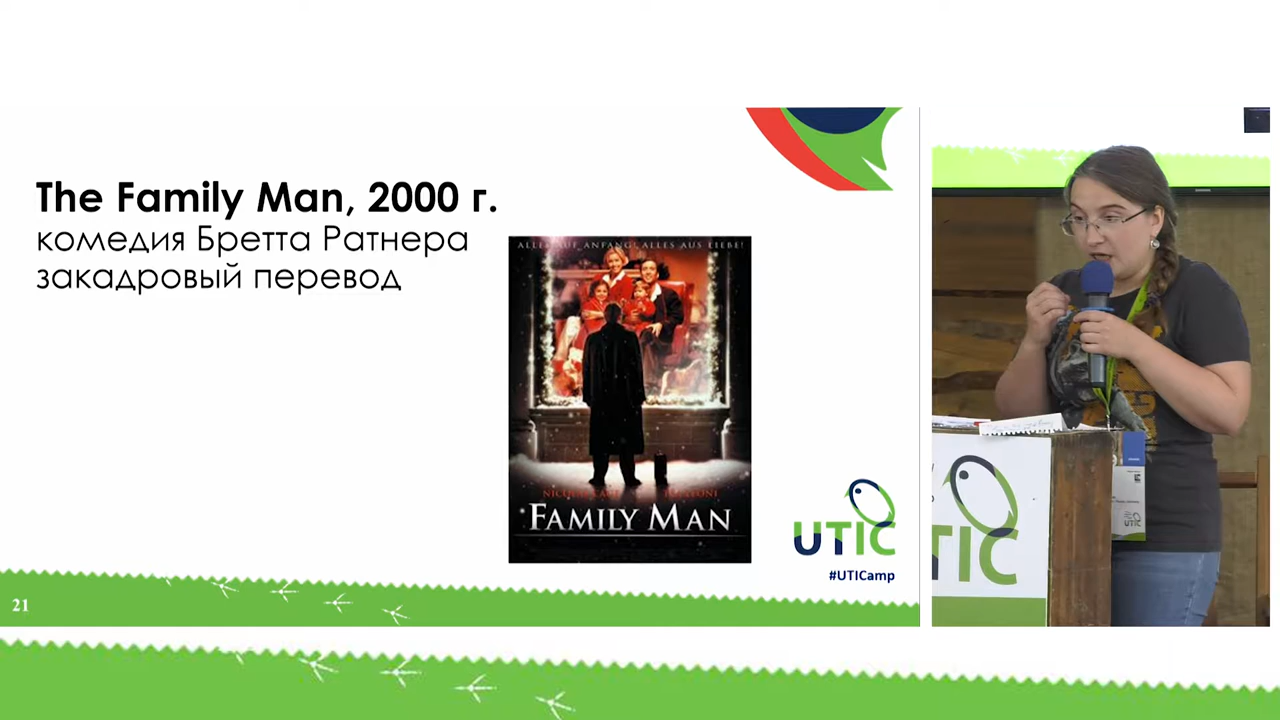 The Family Man, 2000 г.
комедия Бретта Ратнера
закадровый перевод
ALLES AUF ANFANG! ALLES AUS LIEBE!
FAMILY MAN
UTIC
#UTICamp
21
TIC
UTIC